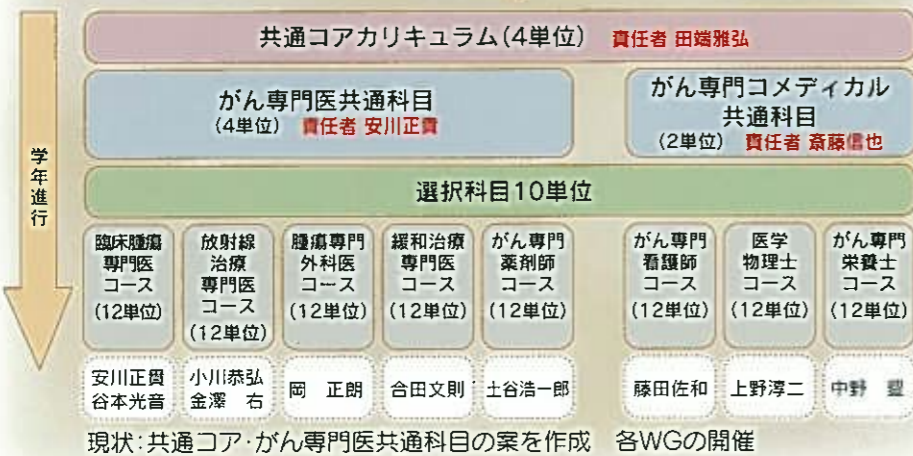 共通コアカリキュラム(4単位) 責任者 田端雅弘
がん専門医共通科目
(4単位) 責任者 安川正貴
がん専門コメディカル
共通科目
(2単位) 責任者 斎藤信也
学年進行
選択科目10単位
臨床腫瘍
専門医
コース
(12単位)
放射線
治療
専門医
コース
(12単位)
腫瘍専門
外科医
コース
(12単位)
緩和治療
専門医
コース
(12単位)
がん専門
薬剤師
コース
(12単位)
がん専門
看護師
コース
(12単位)
医学
物理士
コース
(12単位)
がん専門
栄養士
コース
(12単位)
安川正貴
谷本光音
小川恭弘
金澤 右
岡 正朗
合田文則
土谷浩一郎
藤田佐和
上野淳二
中野
現状:共通コア・がん専門医共通科目の案を作成 各WGの開催